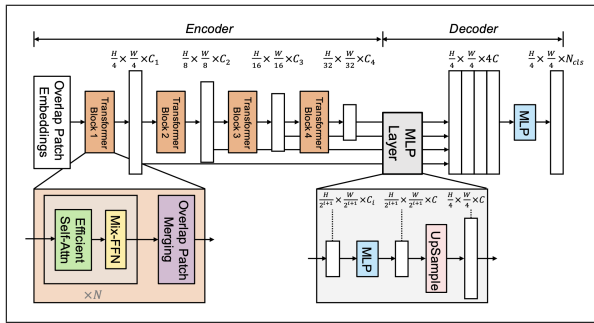 Encoder
Decoder
H/4 × W/4 × C₁
H/8 × W/8 × C₂
H/16 × W/16 × C₃
H/32 × W/32 × C₄
H/4 × W/4 × 4C
H/4 × W/4 × N_cls
Overlap Patch
Embeddings
Transformer
Block 1
Transformer
Block 2
Transformer
Block 3
Transformer
Block 4
MLP
Layer
MLP
Efficient
Self-Attn
Mix-FFN
Overlap Patch
Merging
×N
H/2^(i+1) × W/2^(i+1) × C_i
H/2^(i+1) × W/2^(i+1) × C
H/4 × W/4 × C
MLP
UpSample